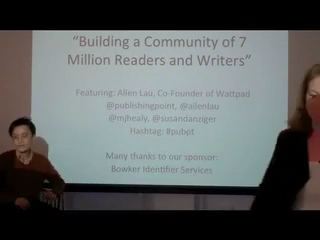 “Building a Community of 7
Million Readers and Writers”
Featuring: Allen Lau, Co-Founder of Wattpad
@publishingpoint, @allenlau
@mjhealy, @susandanziger
Hashtag: #pubpt
Many thanks to our sponsor:
Bowker Identifier Services